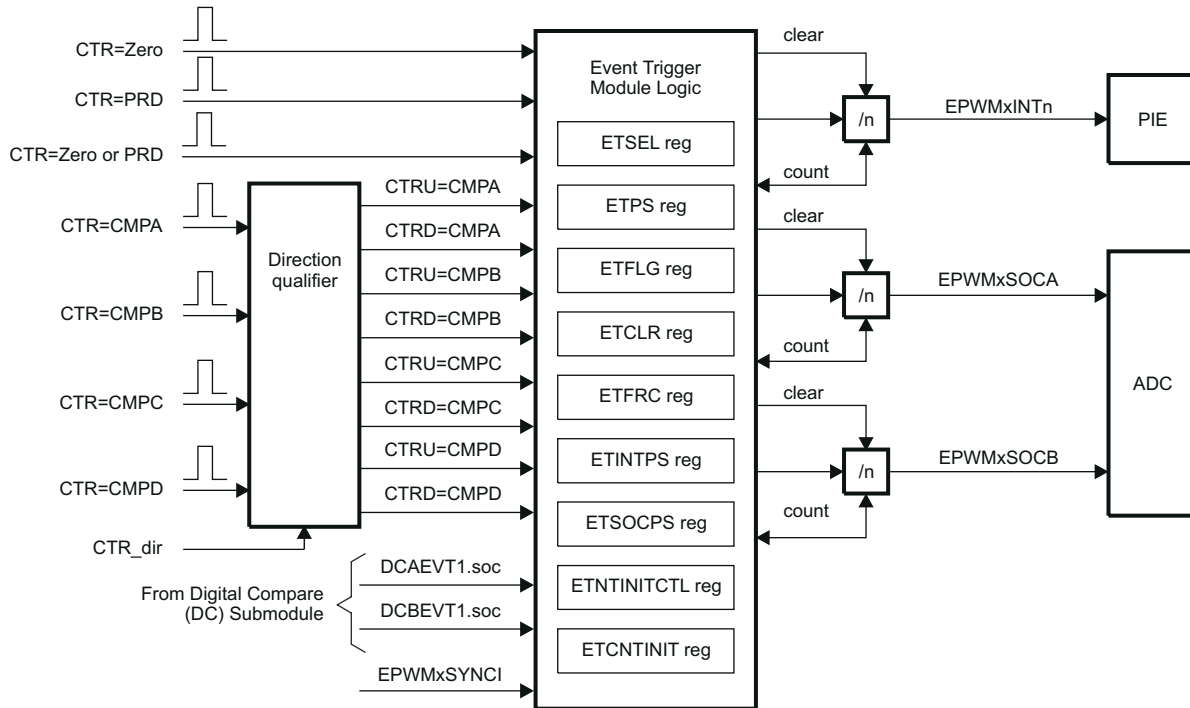 CTR=Zero
CTR=PRD
CTR=Zero or PRD
CTR=CMPA
CTR=CMPB
CTR=CMPC
CTR=CMPD
CTR_dir
Direction
qualifier
CTRU=CMPA
CTRD=CMPA
CTRU=CMPB
CTRD=CMPB
CTRU=CMPC
CTRD=CMPC
CTRU=CMPD
CTRD=CMPD
From Digital Compare
(DC) Submodule
DCAEVT1.soc
DCBEVT1.soc
EPWMxSYNCI
Event Trigger
Module Logic
ETSEL reg
ETPS reg
ETFLG reg
ETCLR reg
ETFRC reg
ETINTPS reg
ETSOCPS reg
ETNTINITCTL reg
ETCNTINIT reg
clear
/n
count
EPWMxINTn
PIE
clear
/n
count
EPWMxSOCA
clear
/n
count
EPWMxSOCB
ADC